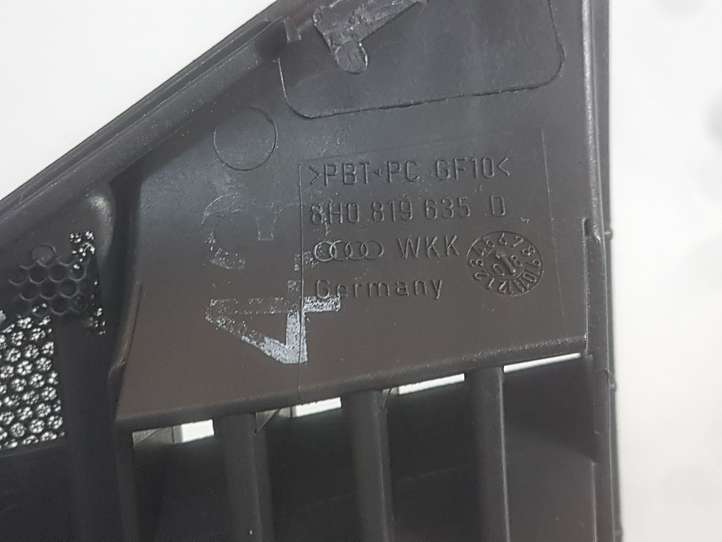 >PBT+PC GF10<
8H0 819 635 D
WKK
Germany